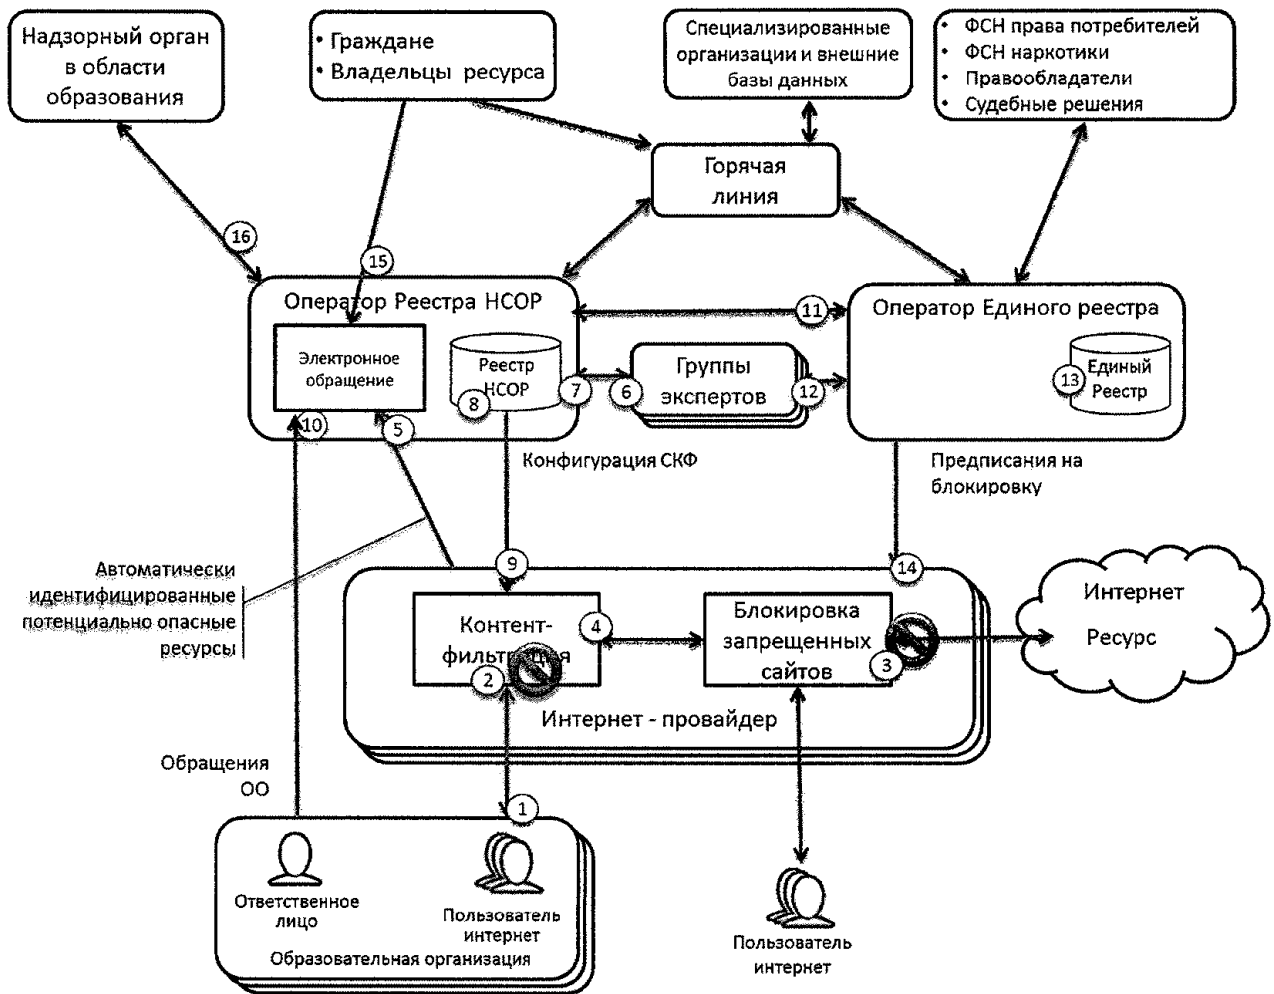 Надзорный орган
в области
образования
• Граждане
• Владельцы ресурса
Специализированные
организации и внешние
базы данных
• ФСН права потребителей
• ФСН наркотики
• Правообладатели
• Судебные решения
Горячая
линия
16
15
Оператор Реестра НСОР
Электронное
обращение
Реестр
НСОР
8
7
6
Группы
экспертов
12
11
Оператор Единого реестра
13
Единый
Реестр
10
5
Конфигурация СКФ
Предписания на
блокировку
Автоматически
идентифицированные
потенциально опасные
ресурсы
9
14
Контент-
фильтрация
4
2
Блокировка
запрещенных
сайтов
3
Интернет
Ресурс
Интернет - провайдер
Обращения
ОО
1
Ответственное
лицо
Пользователь
интернет
Образовательная организация
Пользователь
интернет